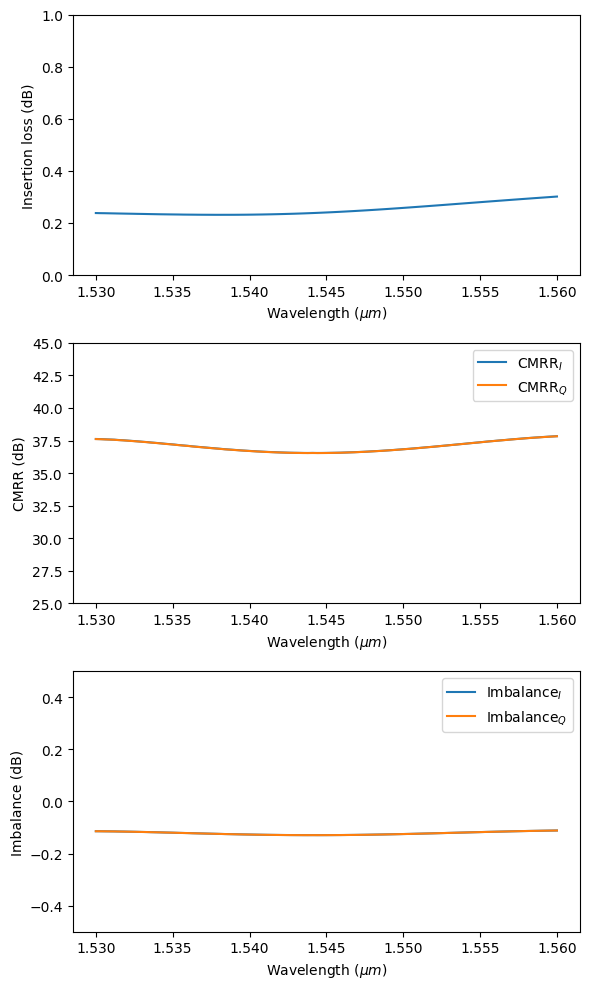 1.0
0.8
0.6
0.4
0.2
0.0
Insertion loss (dB)
1.530 1.535 1.540 1.545 1.550 1.555 1.560
Wavelength (μm)
45.0
42.5
40.0
37.5
35.0
32.5
30.0
27.5
25.0
CMRR (dB)
CMRR_I
CMRR_Q
1.530 1.535 1.540 1.545 1.550 1.555 1.560
Wavelength (μm)
0.4
0.2
0.0
−0.2
−0.4
Imbalance (dB)
Imbalance_I
Imbalance_Q
1.530 1.535 1.540 1.545 1.550 1.555 1.560
Wavelength (μm)